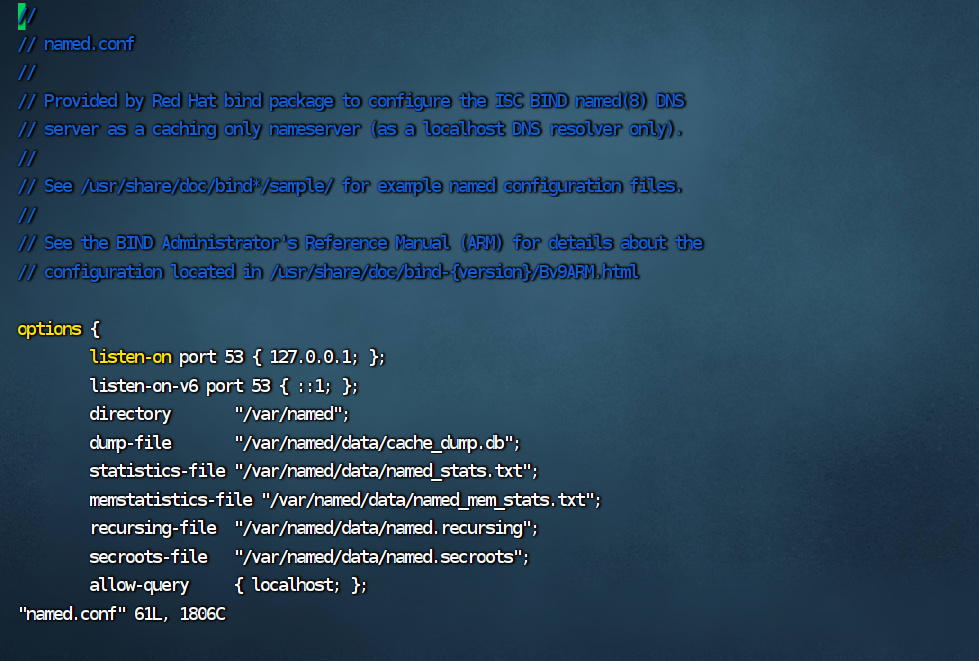 //
// named.conf
//
// Provided by Red Hat bind package to configure the ISC BIND named(8) DNS
// server as a caching only nameserver (as a localhost DNS resolver only).
//
// See /usr/share/doc/bind*/sample/ for example named configuration files.
//
// See the BIND Administrator's Reference Manual (ARM) for details about the
// configuration located in /usr/share/doc/bind-{version}/Bv9ARM.html

options {
        listen-on port 53 { 127.0.0.1; };
        listen-on-v6 port 53 { ::1; };
        directory       "/var/named";
        dump-file       "/var/named/data/cache_dump.db";
        statistics-file "/var/named/data/named_stats.txt";
        memstatistics-file "/var/named/data/named_mem_stats.txt";
        recursing-file  "/var/named/data/named.recursing";
        secroots-file   "/var/named/data/named.secroots";
        allow-query     { localhost; };
"named.conf" 61L, 1806C